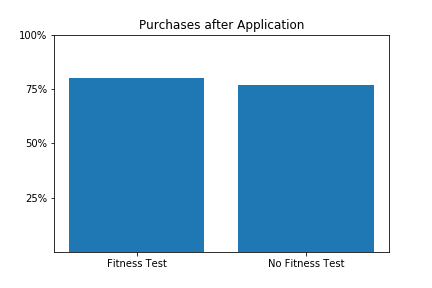 Purchases after Application
100%
75%
50%
25%
Fitness Test No Fitness Test